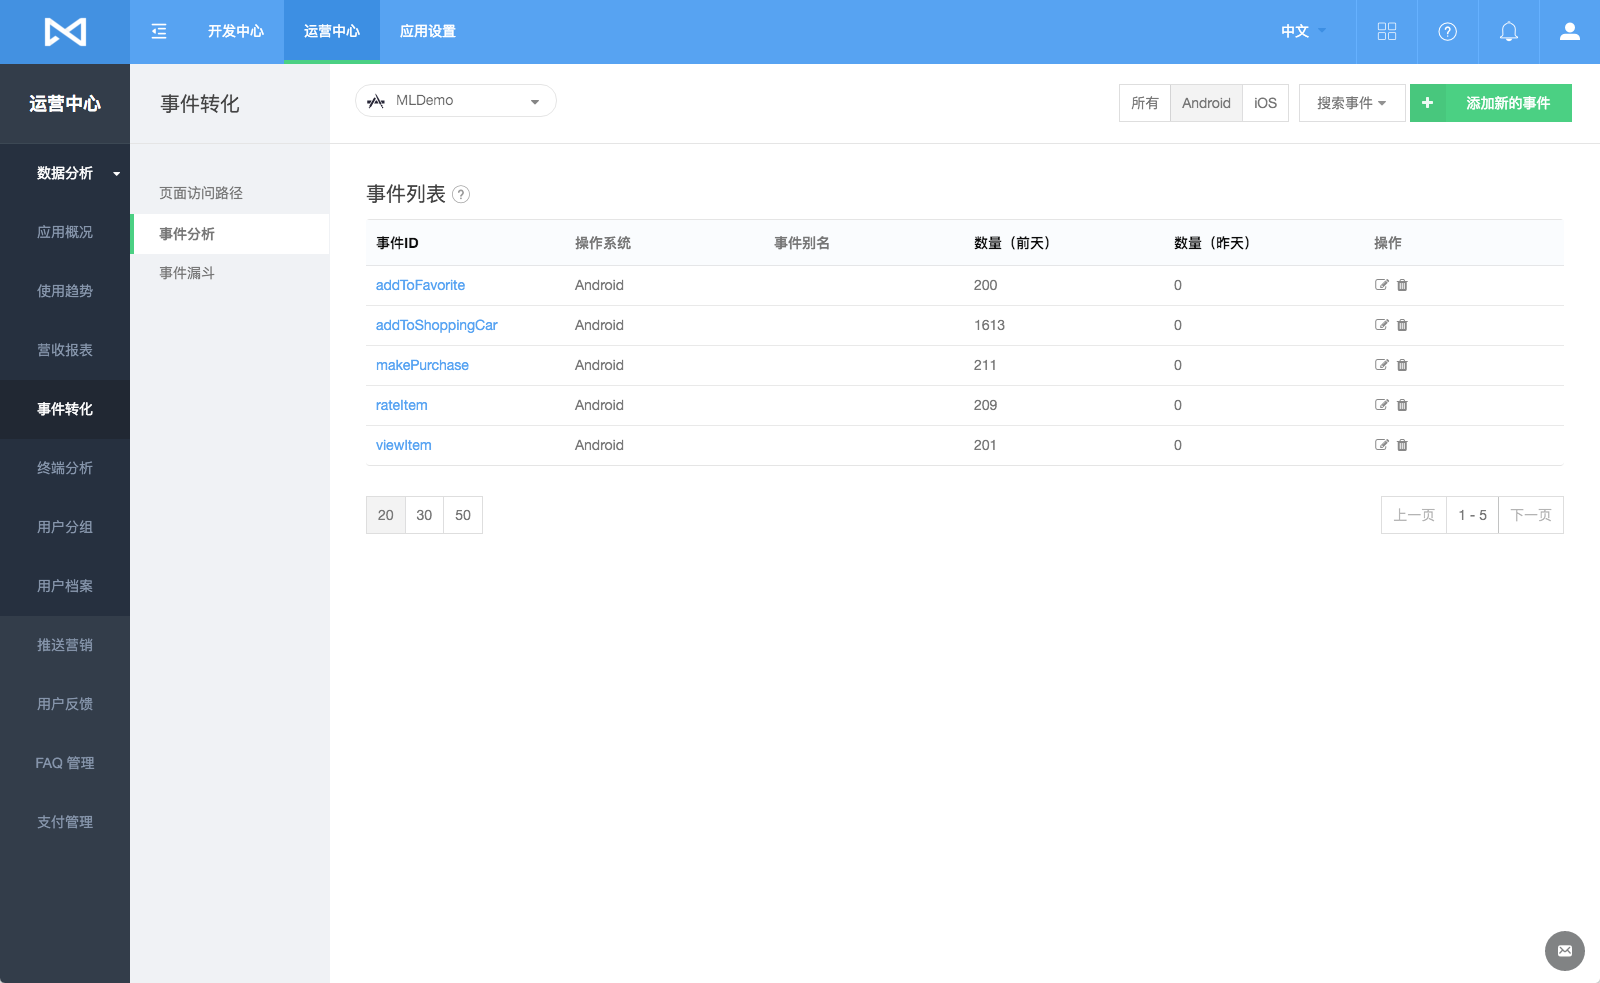 开发中心 运营中心 应用设置 中文
运营中心
事件转化
MLDemo
所有 Android iOS 搜索事件 添加新的事件
数据分析
应用概况
使用趋势
营收报表
事件转化
终端分析
用户分组
用户档案
推送营销
用户反馈
FAQ 管理
支付管理
页面访问路径
事件分析
事件漏斗
事件列表
事件ID 操作系统 事件别名 数量（前天） 数量（昨天） 操作
addToFavorite Android 200 0
addToShoppingCar Android 1613 0
makePurchase Android 211 0
rateItem Android 209 0
viewItem Android 201 0
20 30 50 上一页 1 - 5 下一页